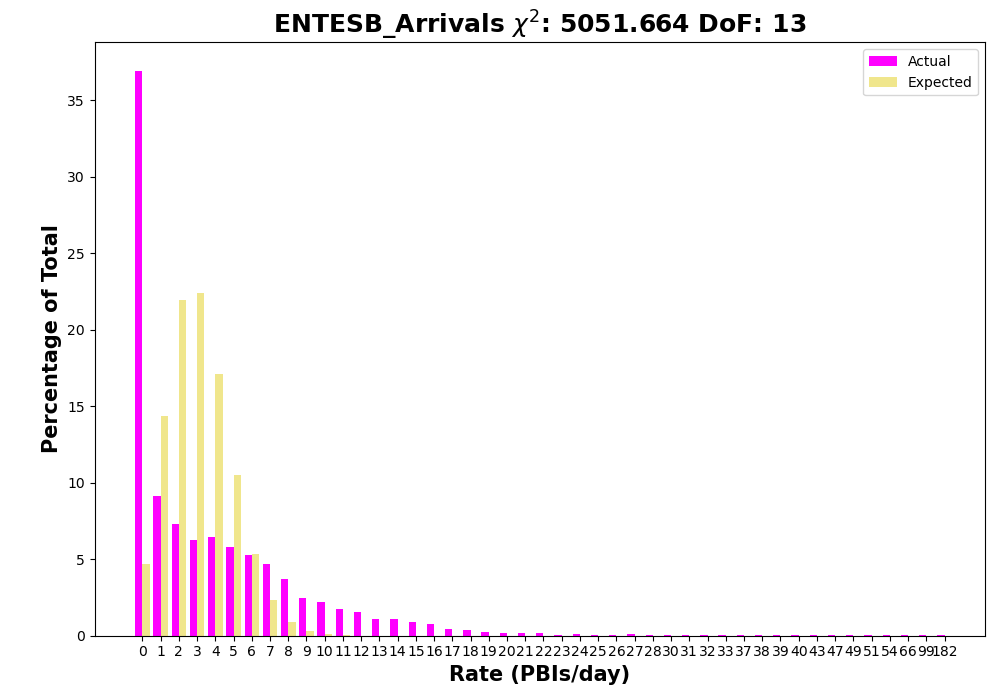 ENTESB_Arrivals χ²: 5051.664 DoF: 13
Actual
Expected
Percentage of Total
35
30
25
20
15
10
5
0
0 1 2 3 4 5 6 7 8 9 10 11 12 13 14 15 16 17 18 19 20 21 22 23 24 25 26 27 28 30 31 32 33 37 38 39 40 43 47 49 51 54 66 99 182
Rate (PBIs/day)